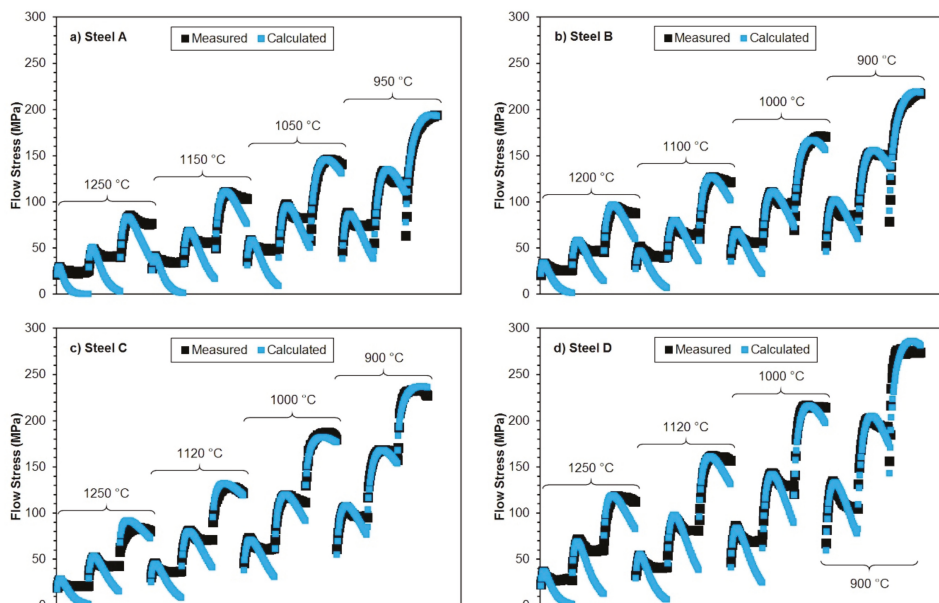 a) Steel A
Measured Calculated
Flow Stress (MPa)
300
250
200
150
100
50
0
1250 °C
1150 °C
1050 °C
950 °C
b) Steel B
Measured Calculated
Flow Stress (MPa)
300
250
200
150
100
50
0
1200 °C
1100 °C
1000 °C
900 °C
c) Steel C
Measured Calculated
Flow Stress (MPa)
300
250
200
150
100
50
0
1250 °C
1120 °C
1000 °C
900 °C
d) Steel D
Measured Calculated
Flow Stress (MPa)
300
250
200
150
100
50
0
1250 °C
1120 °C
1000 °C
900 °C